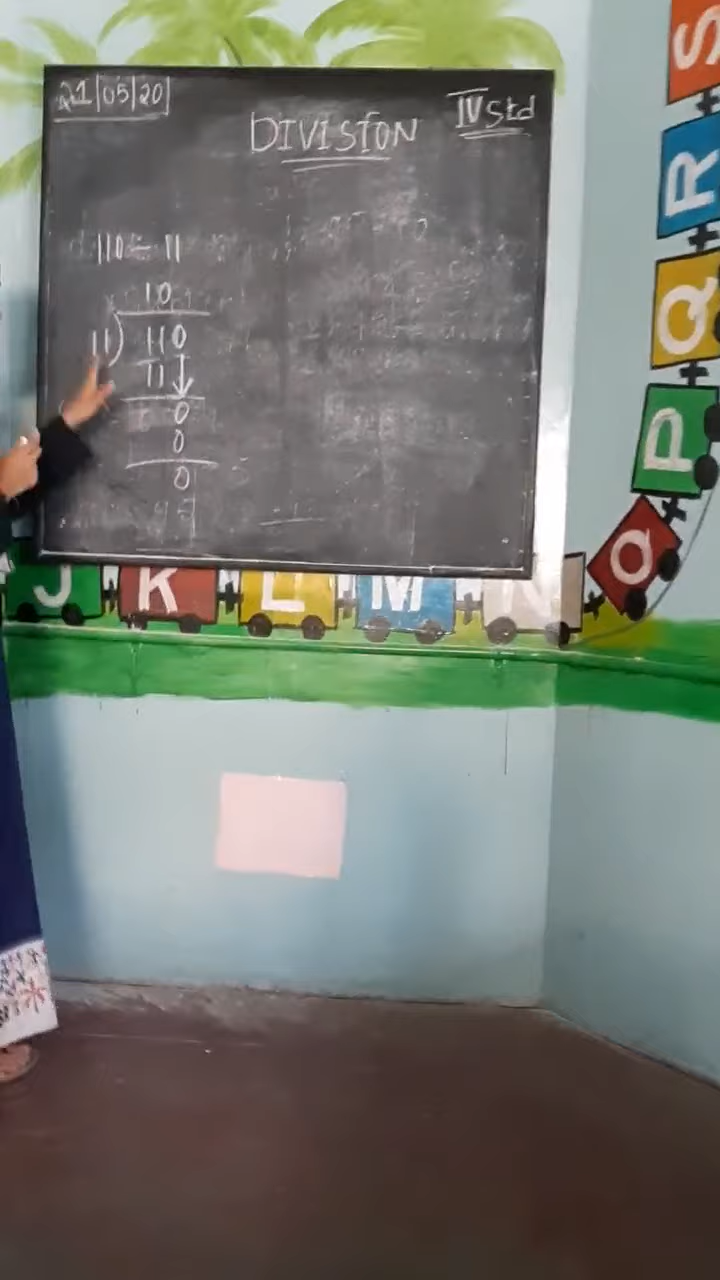 21|05|20
IV Std
DIVISION
110 ÷ 11
10
11) 110
11↓
0
0
0
J K L M N O P Q R S